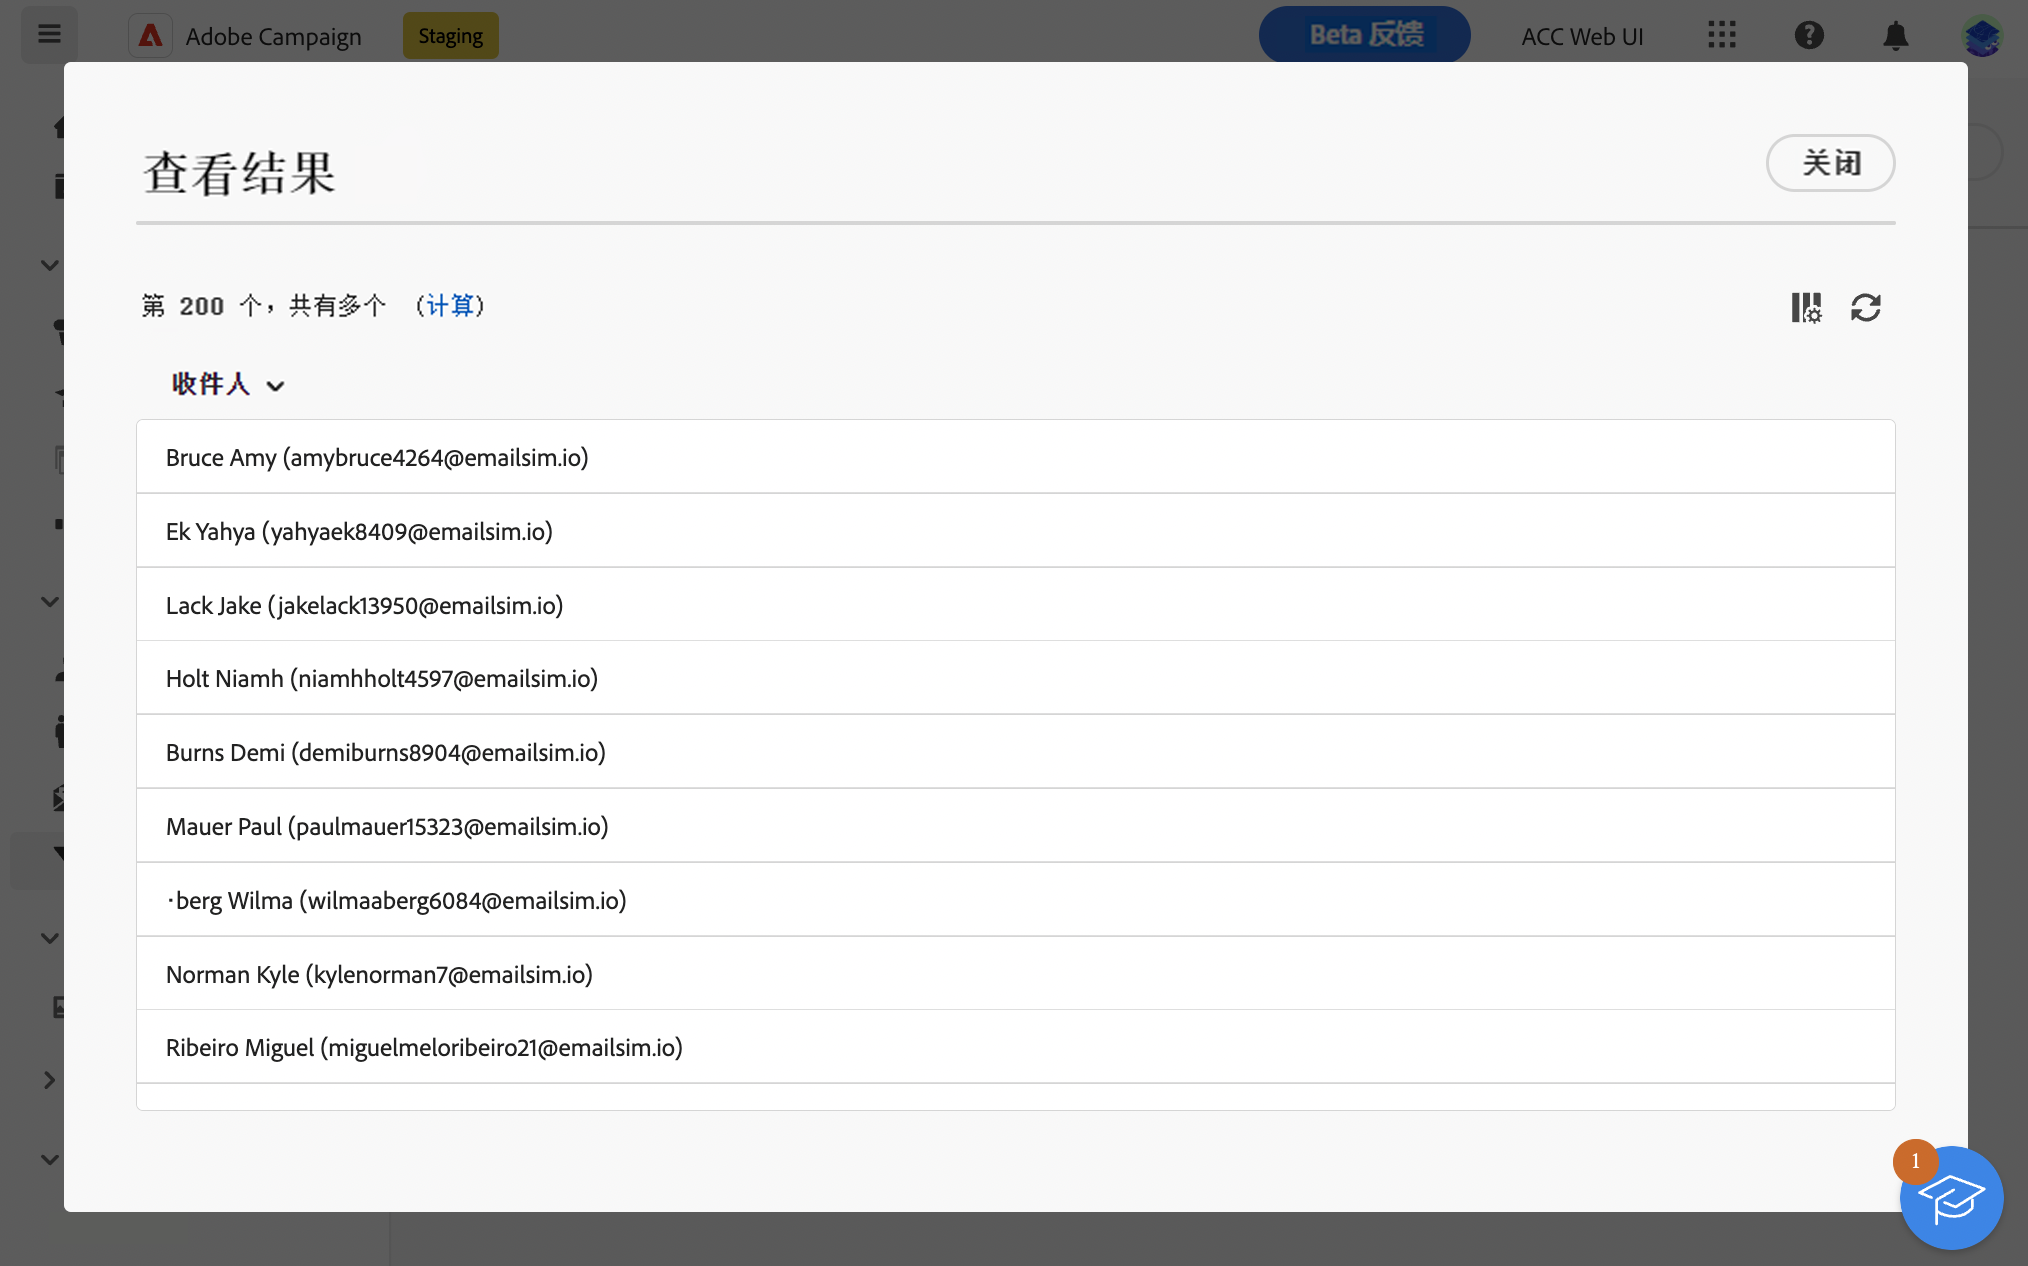 Adobe Campaign Staging Beta 反馈 ACC Web UI
查看结果 关闭
第 200 个，共有多个 （计算）
收件人
Bruce Amy (amybruce4264@emailsim.io)
Ek Yahya (yahyaek8409@emailsim.io)
Lack Jake (jakelack13950@emailsim.io)
Holt Niamh (niamhholt4597@emailsim.io)
Burns Demi (demiburns8904@emailsim.io)
Mauer Paul (paulmauer15323@emailsim.io)
·berg Wilma (wilmaaberg6084@emailsim.io)
Norman Kyle (kylenorman7@emailsim.io)
Ribeiro Miguel (miguelmeloribeiro21@emailsim.io)
1